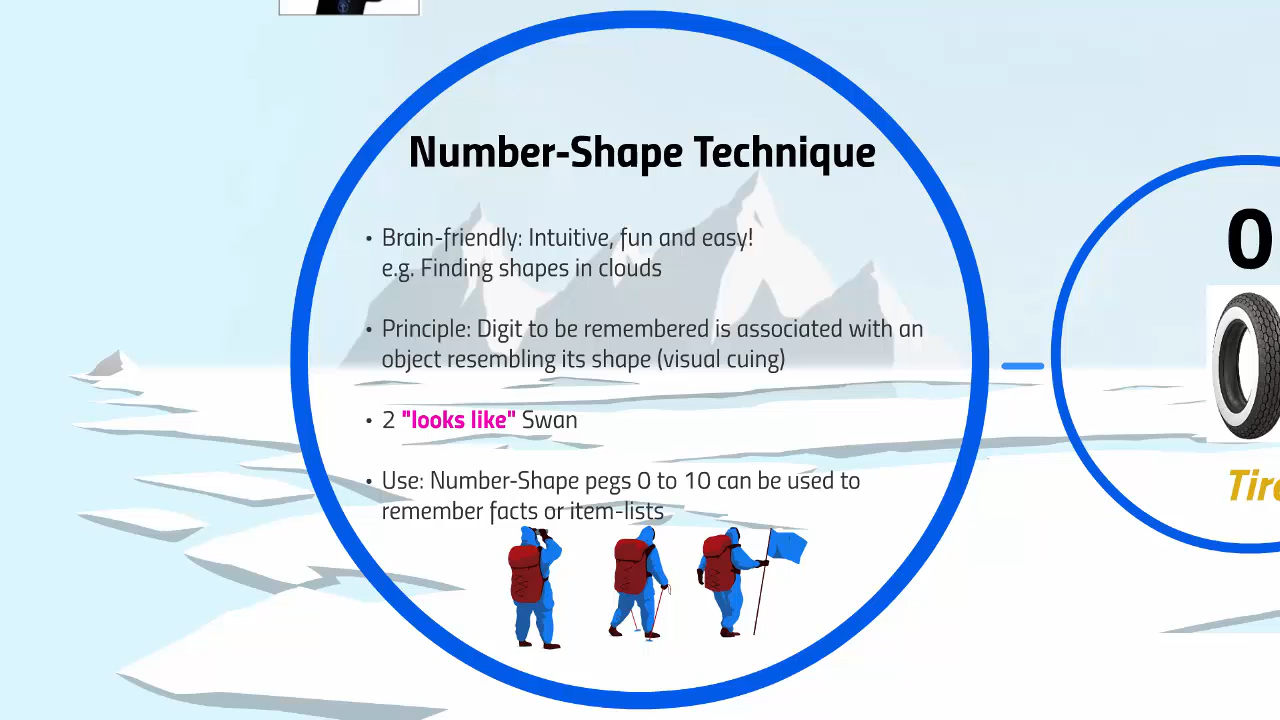 Number-Shape Technique
• Brain-friendly: Intuitive, fun and easy!
e.g. Finding shapes in clouds
• Principle: Digit to be remembered is associated with an
object resembling its shape (visual cuing)
• 2 "looks like" Swan
• Use: Number-Shape pegs 0 to 10 can be used to
remember facts or item-lists
0